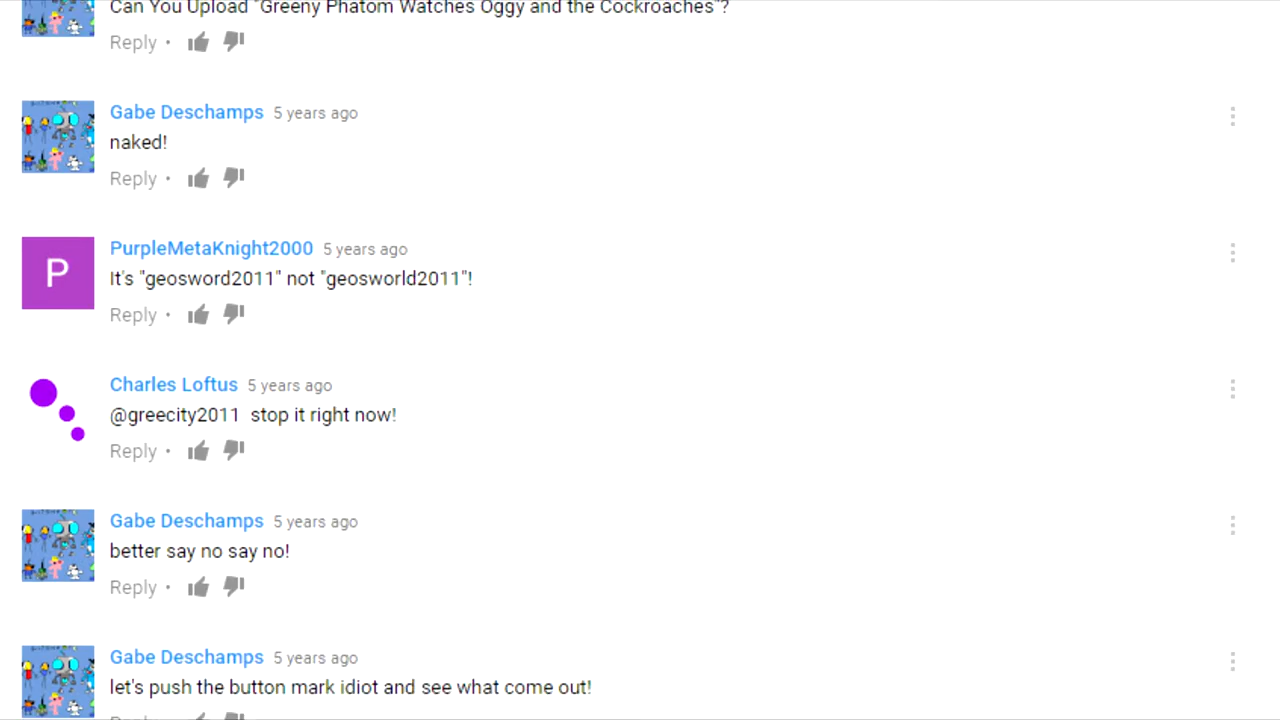 Can You Upload "Greeny Phatom Watches Oggy and the Cockroaches"?
Reply •
Gabe Deschamps 5 years ago
naked!
Reply •
P
PurpleMetaKnight2000 5 years ago
It's "geosword2011" not "geosworld2011"!
Reply •
Charles Loftus 5 years ago
@greecity2011  stop it right now!
Reply •
Gabe Deschamps 5 years ago
better say no say no!
Reply •
Gabe Deschamps 5 years ago
let's push the button mark idiot and see what come out!
Reply •